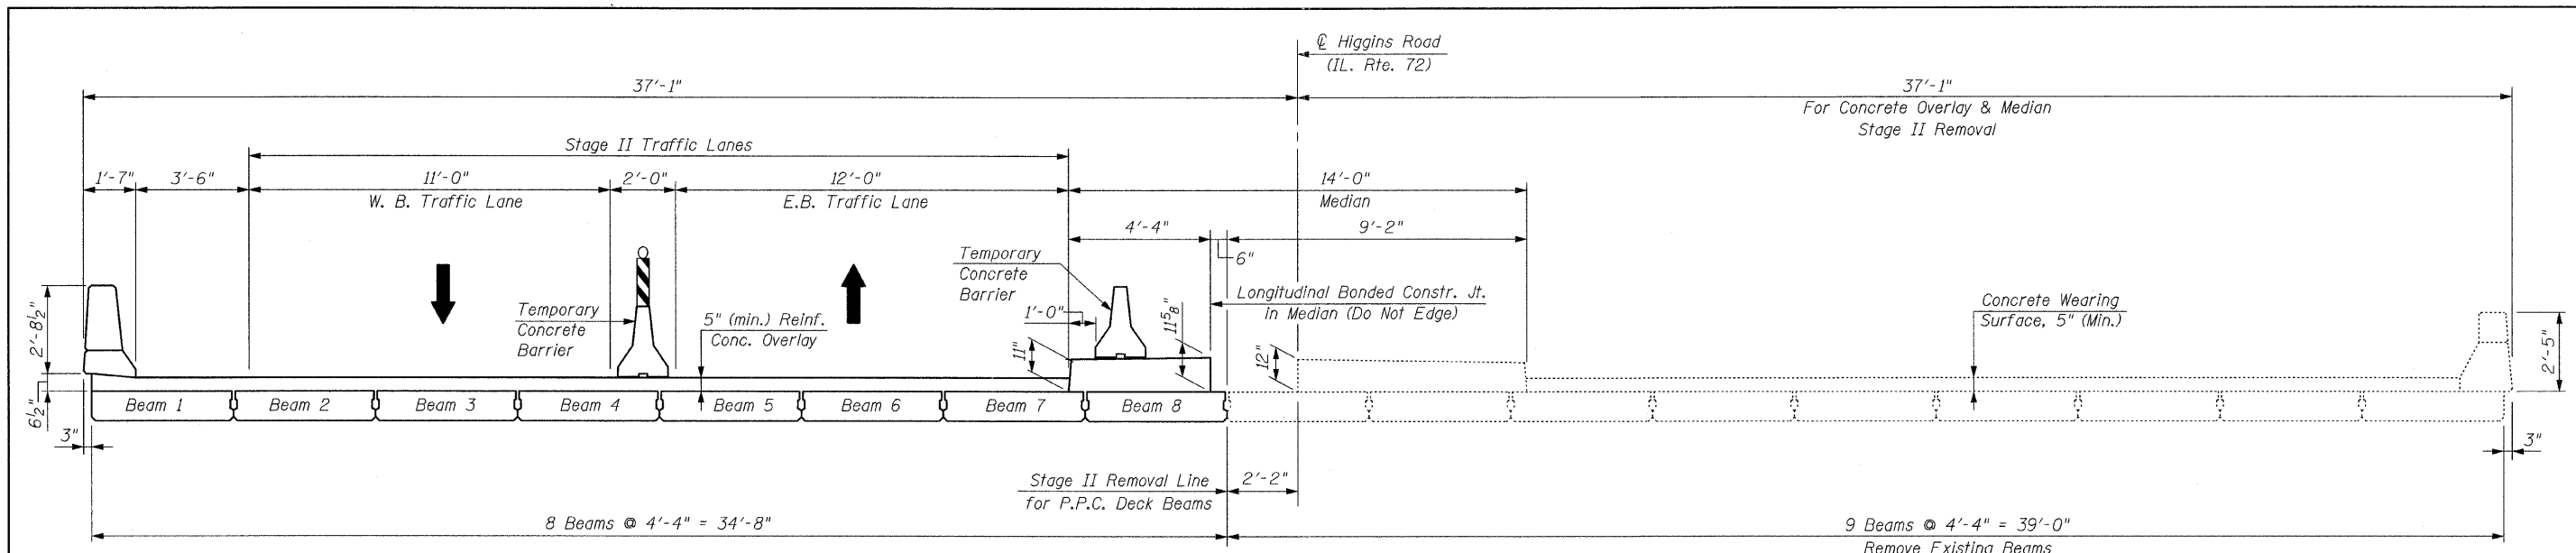 ℄ Higgins Road
(IL. Rte. 72)
37'-1"
37'-1"
For Concrete Overlay & Median
Stage II Removal
Stage II Traffic Lanes
1'-7"
3'-6"
11'-0"
W. B. Traffic Lane
2'-0"
12'-0"
E.B. Traffic Lane
14'-0"
Median
4'-4"
9'-2"
6"
Temporary
Concrete
Barrier
Temporary
Concrete
Barrier
5" (min.) Reinf.
Conc. Overlay
1'-0"
11"
11 5/8"
Longitudinal Bonded Constr. Jt.
in Median (Do Not Edge)
12"
Concrete Wearing
Surface, 5" (Min.)
2'-5"
2'-8 1/2"
6 1/2"
3"
Beam 1
Beam 2
Beam 3
Beam 4
Beam 5
Beam 6
Beam 7
Beam 8
3"
Stage II Removal Line
for P.P.C. Deck Beams
2'-2"
8 Beams @ 4'-4" = 34'-8"
9 Beams @ 4'-4" = 39'-0"
Remove Existing Beams